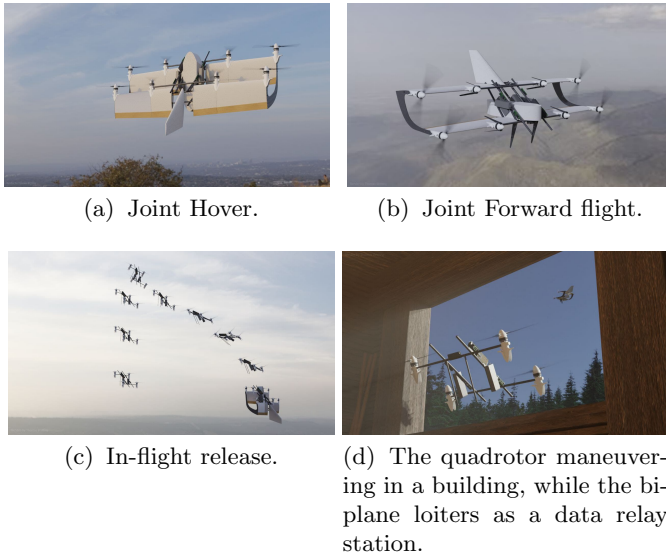 (a) Joint Hover.
(b) Joint Forward flight.
(c) In-flight release.
(d) The quadrotor maneuver-
ing in a building, while the bi-
plane loiters as a data relay
station.